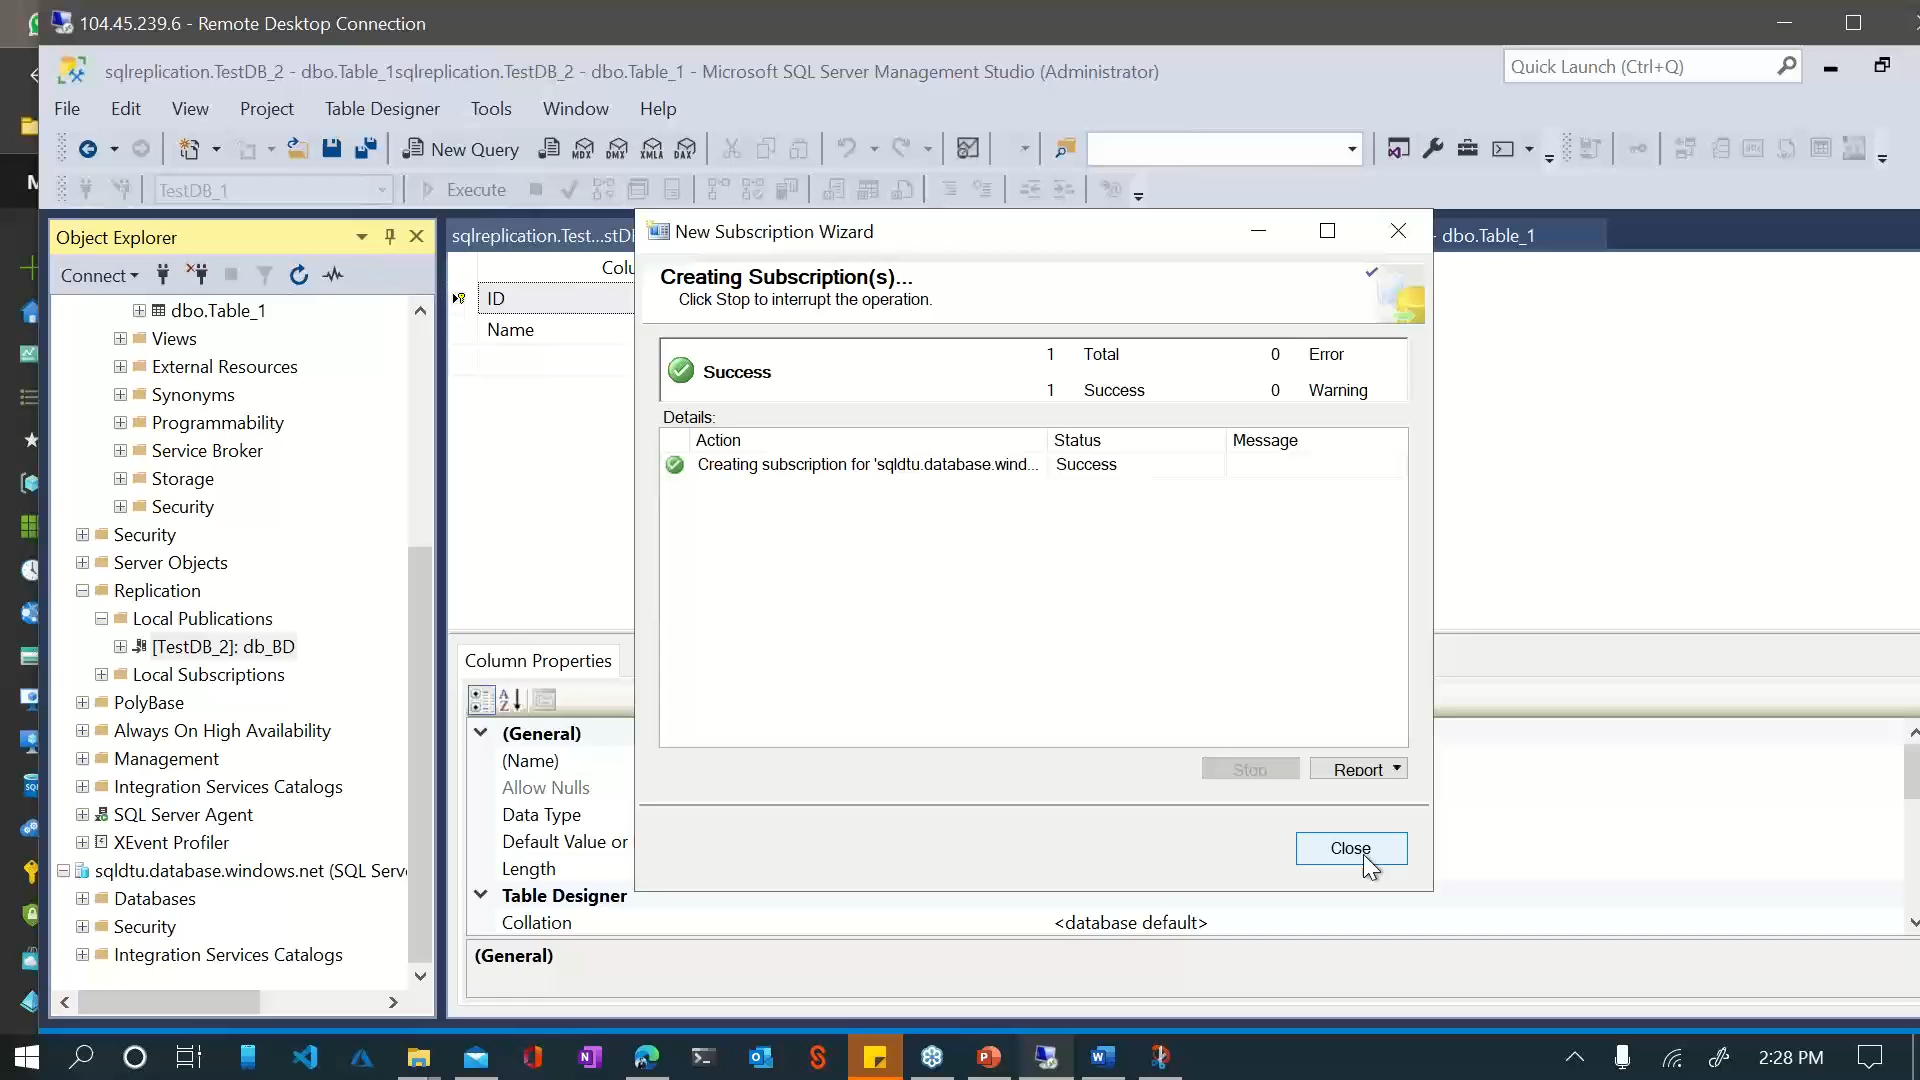 104.45.239.6 - Remote Desktop Connection
sqlreplication.TestDB_2 - dbo.Table_1sqlreplication.TestDB_2 - dbo.Table_1 - Microsoft SQL Server Management Studio (Administrator)
Quick Launch (Ctrl+Q)
File Edit View Project Table Designer Tools Window Help
New Query MDX DMX XMLA DAX
TestDB_1 Execute
Object Explorer
sqlreplication.Test...stD
- dbo.Table_1
New Subscription Wizard
Connect
Colu
ID
Name
Creating Subscription(s)...
Click Stop to interrupt the operation.
Success
1 Total 0 Error
1 Success 0 Warning
Details:
Action Status Message
Creating subscription for 'sqldtu.database.wind... Success
Stop Report
Close
dbo.Table_1
Views
External Resources
Synonyms
Programmability
Service Broker
Storage
Security
Security
Server Objects
Replication
Local Publications
[TestDB_2]: db_BD
Local Subscriptions
PolyBase
Always On High Availability
Management
Integration Services Catalogs
SQL Server Agent
XEvent Profiler
sqldtu.database.windows.net (SQL Serv
Databases
Security
Integration Services Catalogs
Column Properties
(General)
(Name)
Allow Nulls
Data Type
Default Value or
Length
Table Designer
Collation <database default>
(General)
2:28 PM